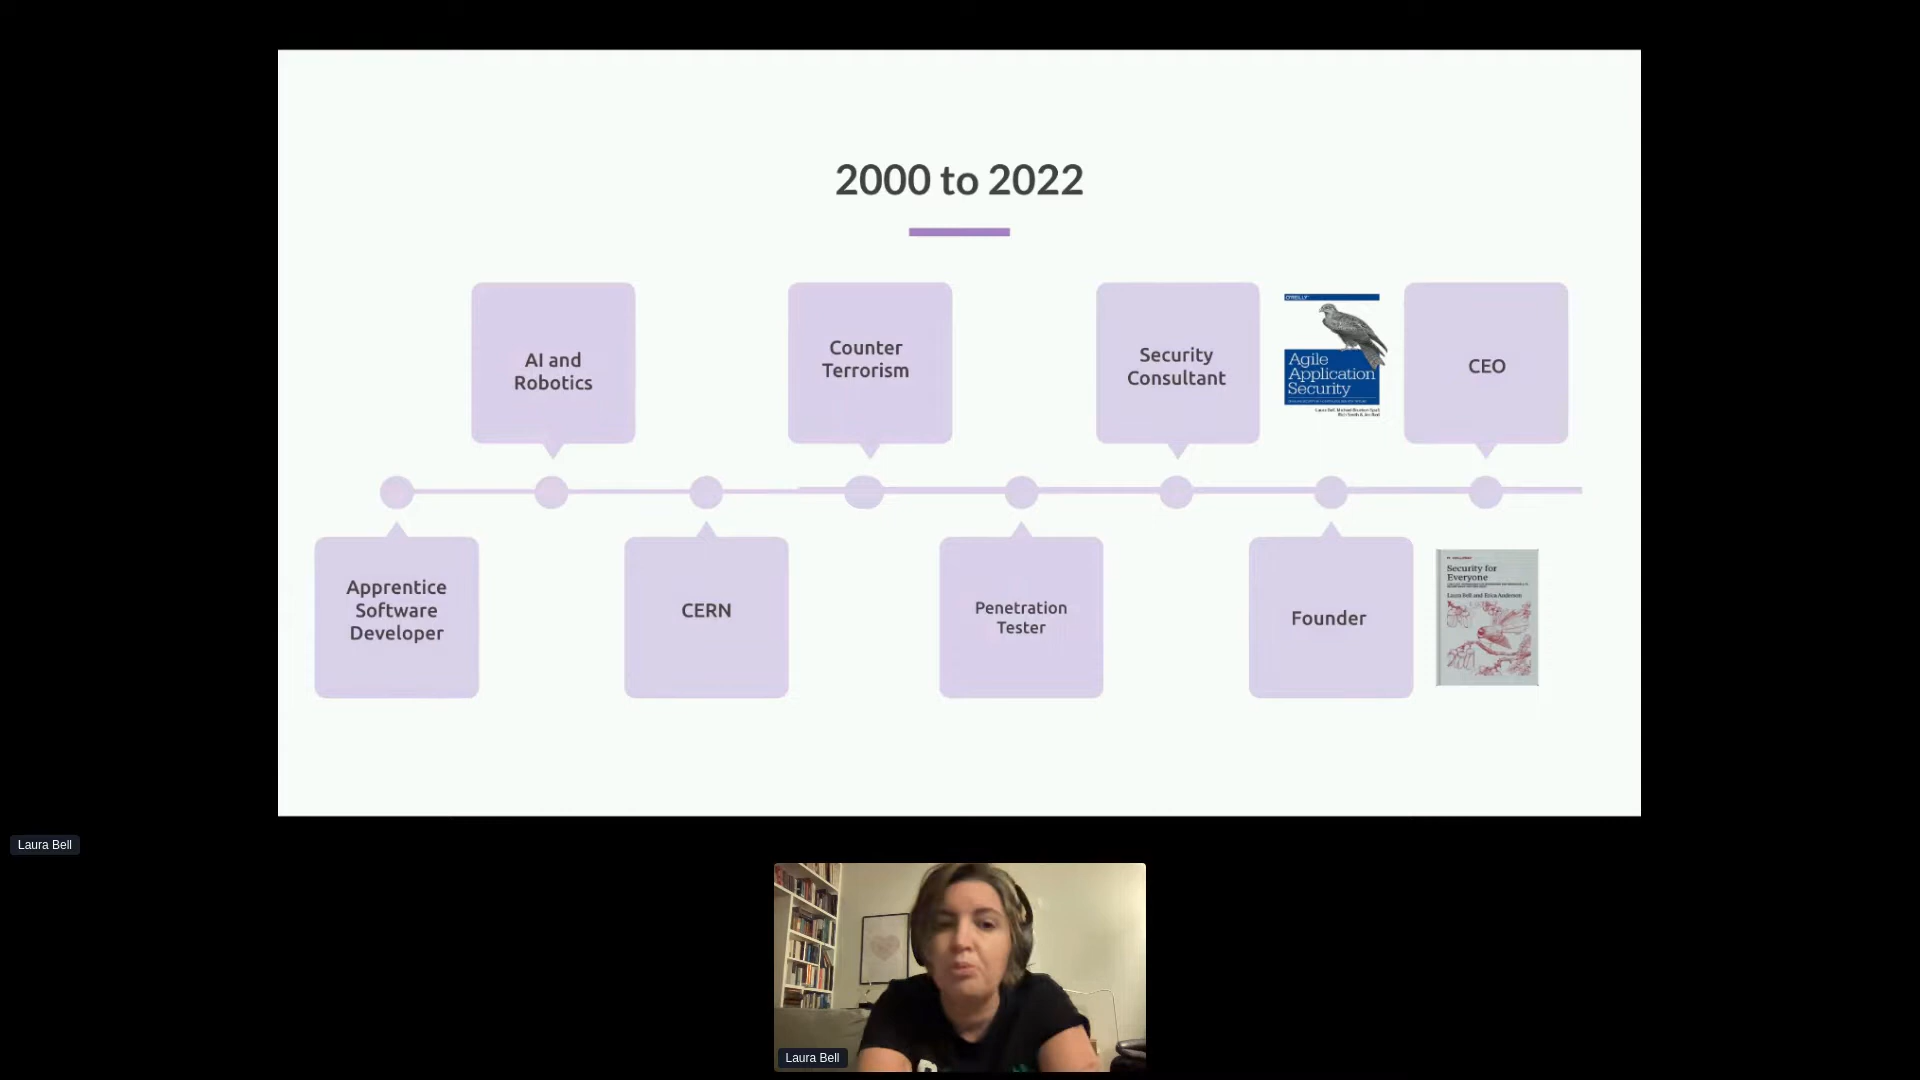 2000 to 2022
AI and
Robotics
Counter
Terrorism
Security
Consultant
O'REILLY
Agile
Application
Security
CEO
Apprentice
Software
Developer
CERN
Penetration
Tester
Founder
Security for
Everyone
Laura Bell and Erica Anderson
Laura Bell
Laura Bell